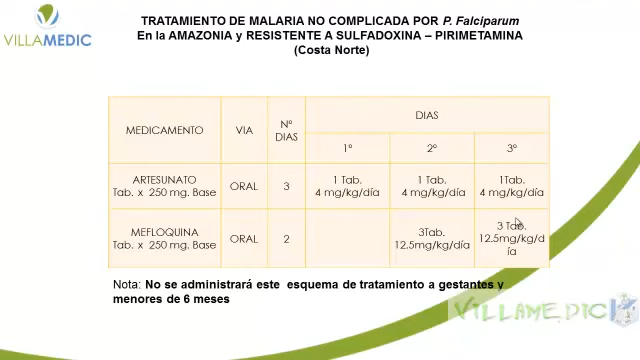 VILLAMEDIC
TRATAMIENTO DE MALARIA NO COMPLICADA POR P. Falciparum
En la AMAZONIA y RESISTENTE A SULFADOXINA – PIRIMETAMINA
(Costa Norte)
MEDICAMENTO
VIA
Nº
DIAS
DIAS
1º
2º
3º
ARTESUNATO
Tab. x 250 mg. Base
ORAL
3
1 Tab.
4 mg/kg/día
1 Tab.
4 mg/kg/día
1Tab.
4 mg/kg/día
MEFLOQUINA
Tab. x 250 mg. Base
ORAL
2
3Tab.
12.5mg/kg/día
3 Tab.
12.5mg/kg/d
ía
Nota: No se administrará este esquema de tratamiento a gestantes y
menores de 6 meses
VILLAMEDIC